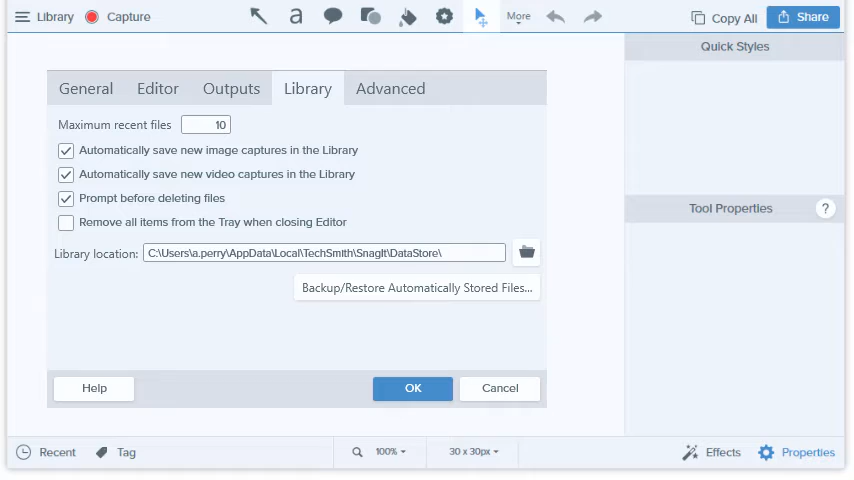 Library Capture a More Copy All Share
Quick Styles
General Editor Outputs Library Advanced
Maximum recent files 10
Automatically save new image captures in the Library
Automatically save new video captures in the Library
Prompt before deleting files
Tool Properties ?
Remove all items from the Tray when closing Editor
Library location: C:\Users\a.perry\AppData\Local\TechSmith\SnagIt\DataStore\
Backup/Restore Automatically Stored Files...
Help OK Cancel
Recent Tag 100% 30 x 30px Effects Properties